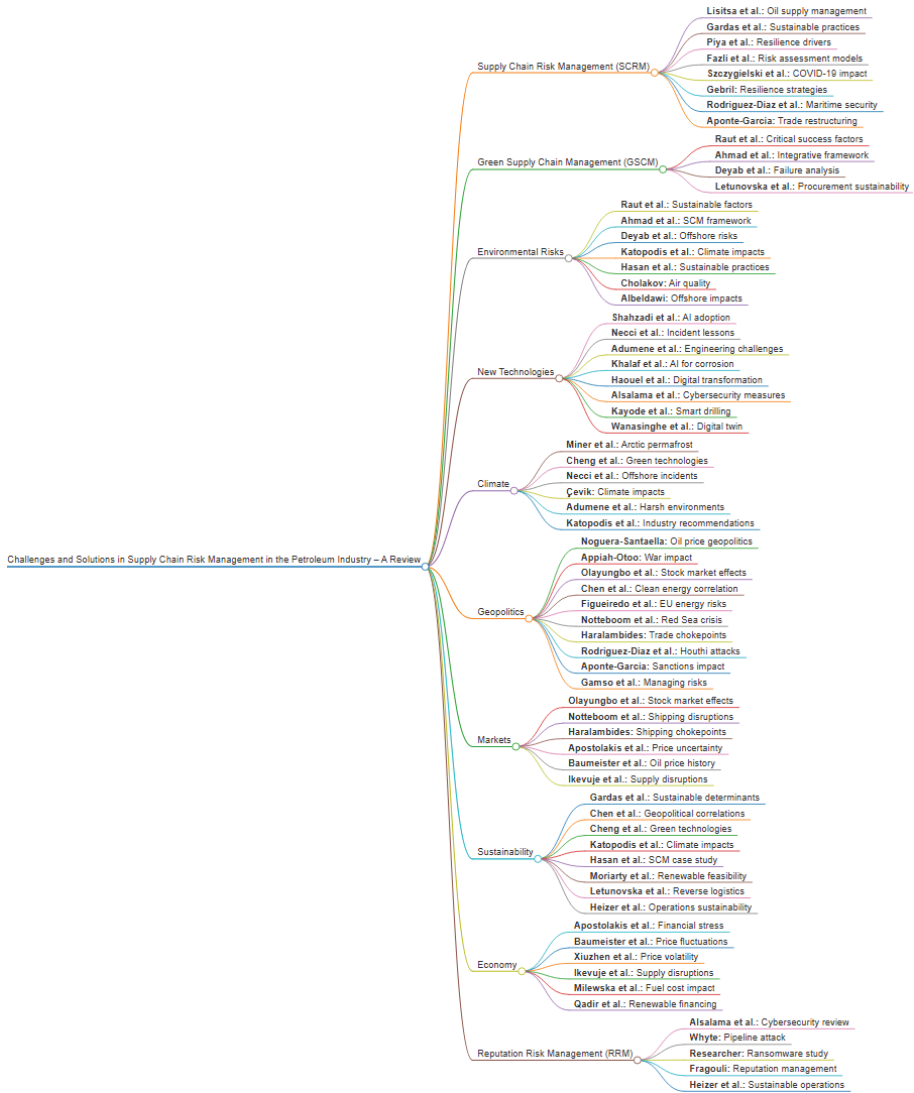 Challenges and Solutions in Supply Chain Risk Management in the Petroleum Industry – A Review
Supply Chain Risk Management (SCRM)
Lisitsa et al.: Oil supply management
Gardas et al.: Sustainable practices
Piya et al.: Resilience drivers
Fazli et al.: Risk assessment models
Szczygielski et al.: COVID-19 impact
Gebril: Resilience strategies
Rodriguez-Diaz et al.: Maritime security
Aponte-Garcia: Trade restructuring
Green Supply Chain Management (GSCM)
Raut et al.: Critical success factors
Ahmad et al.: Integrative framework
Deyab et al.: Failure analysis
Letunovska et al.: Procurement sustainability
Environmental Risks
Raut et al.: Sustainable factors
Ahmad et al.: SCM framework
Deyab et al.: Offshore risks
Katopodis et al.: Climate impacts
Hasan et al.: Sustainable practices
Cholakov: Air quality
Albeldawi: Offshore impacts
New Technologies
Shahzadi et al.: AI adoption
Necci et al.: Incident lessons
Adumene et al.: Engineering challenges
Khalaf et al.: AI for corrosion
Haouel et al.: Digital transformation
Alsalama et al.: Cybersecurity measures
Kayode et al.: Smart drilling
Wanasinghe et al.: Digital twin
Climate
Miner et al.: Arctic permafrost
Cheng et al.: Green technologies
Necci et al.: Offshore incidents
Çevik: Climate impacts
Adumene et al.: Harsh environments
Katopodis et al.: Industry recommendations
Geopolitics
Noguera-Santaella: Oil price geopolitics
Appiah-Otoo: War impact
Olayungbo et al.: Stock market effects
Chen et al.: Clean energy correlation
Figueiredo et al.: EU energy risks
Notteboom et al.: Red Sea crisis
Haralambides: Trade chokepoints
Rodriguez-Diaz et al.: Houthi attacks
Aponte-Garcia: Sanctions impact
Gamso et al.: Managing risks
Markets
Olayungbo et al.: Stock market effects
Notteboom et al.: Shipping disruptions
Haralambides: Shipping chokepoints
Apostolakis et al.: Price uncertainty
Baumeister et al.: Oil price history
Ikevuje et al.: Supply disruptions
Sustainability
Gardas et al.: Sustainable determinants
Chen et al.: Geopolitical correlations
Cheng et al.: Green technologies
Katopodis et al.: Climate impacts
Hasan et al.: SCM case study
Moriarty et al.: Renewable feasibility
Letunovska et al.: Reverse logistics
Heizer et al.: Operations sustainability
Economy
Apostolakis et al.: Financial stress
Baumeister et al.: Price fluctuations
Xiuzhen et al.: Price volatility
Ikevuje et al.: Supply disruptions
Milewska et al.: Fuel cost impact
Qadir et al.: Renewable financing
Reputation Risk Management (RRM)
Alsalama et al.: Cybersecurity review
Whyte: Pipeline attack
Researcher: Ransomware study
Fragouli: Reputation management
Heizer et al.: Sustainable operations